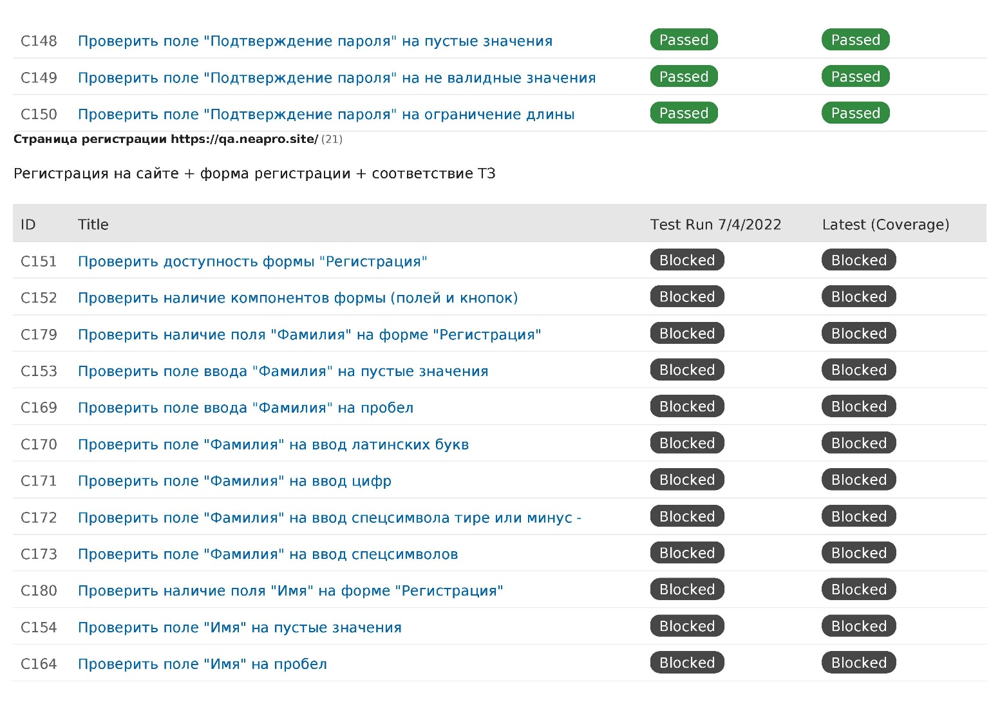 C148 Проверить поле "Подтверждение пароля" на пустые значения Passed Passed
C149 Проверить поле "Подтверждение пароля" на не валидные значения Passed Passed
C150 Проверить поле "Подтверждение пароля" на ограничение длины Passed Passed
Страница регистрации https://qa.neapro.site/ (21)
Регистрация на сайте + форма регистрации + соответствие ТЗ
ID Title Test Run 7/4/2022 Latest (Coverage)
C151 Проверить доступность формы "Регистрация" Blocked Blocked
C152 Проверить наличие компонентов формы (полей и кнопок) Blocked Blocked
C179 Проверить наличие поля "Фамилия" на форме "Регистрация" Blocked Blocked
C153 Проверить поле ввода "Фамилия" на пустые значения Blocked Blocked
C169 Проверить поле ввода "Фамилия" на пробел Blocked Blocked
C170 Проверить поле "Фамилия" на ввод латинских букв Blocked Blocked
C171 Проверить поле "Фамилия" на ввод цифр Blocked Blocked
C172 Проверить поле "Фамилия" на ввод спецсимвола тире или минус - Blocked Blocked
C173 Проверить поле "Фамилия" на ввод спецсимволов Blocked Blocked
C180 Проверить наличие поля "Имя" на форме "Регистрация" Blocked Blocked
C154 Проверить поле "Имя" на пустые значения Blocked Blocked
C164 Проверить поле "Имя" на пробел Blocked Blocked